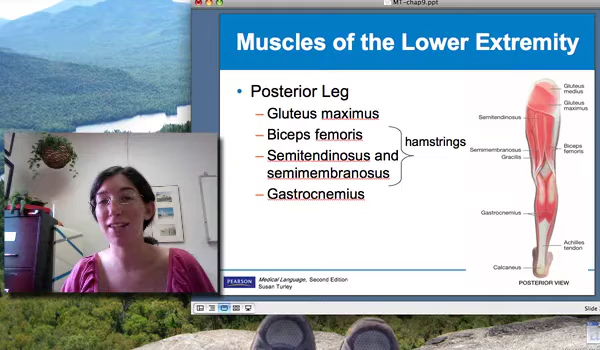 MT-chap9.ppt
Muscles of the Lower Extremity
• Posterior Leg
– Gluteus maximus
– Biceps femoris
– Semitendinosus and
semimembranosus
– Gastrocnemius
hamstrings
Gluteus
medius
Gluteus
maximus
Semitendinosus
Biceps
femoris
Semimembranosus
Gracilis
Gastrocnemius
Achilles
tendon
Calcaneus
POSTERIOR VIEW
PEARSON
Medical Language, Second Edition
Susan Turley
Slide